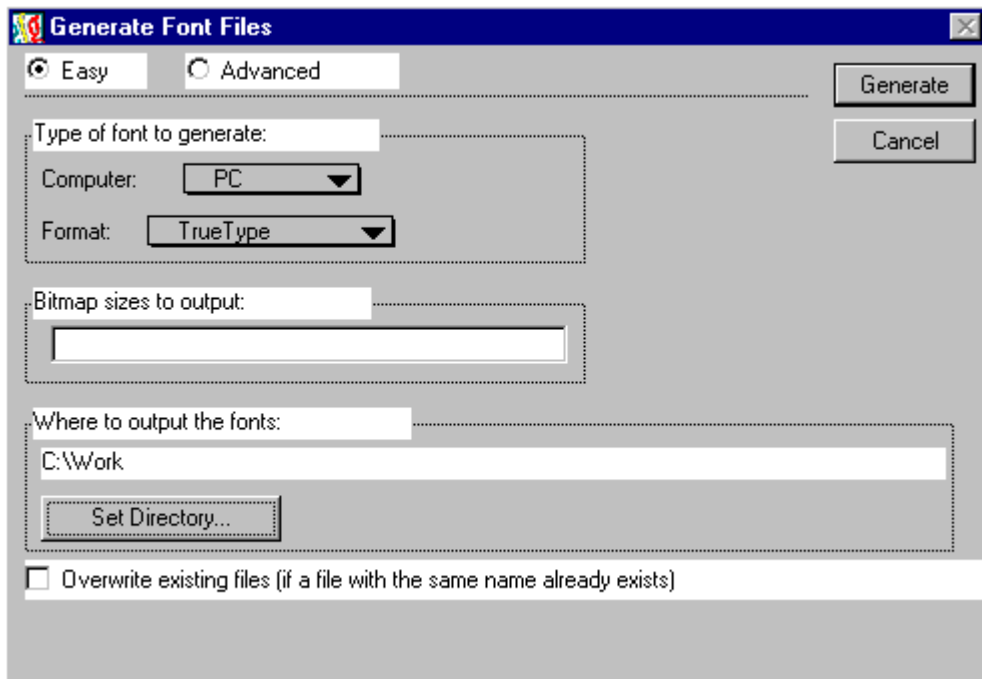 Generate Font Files
Easy
Advanced
Generate
Cancel
Type of font to generate:
Computer: PC
Format: TrueType
Bitmap sizes to output:
Where to output the fonts:
C:\Work
Set Directory...
Overwrite existing files (if a file with the same name already exists)